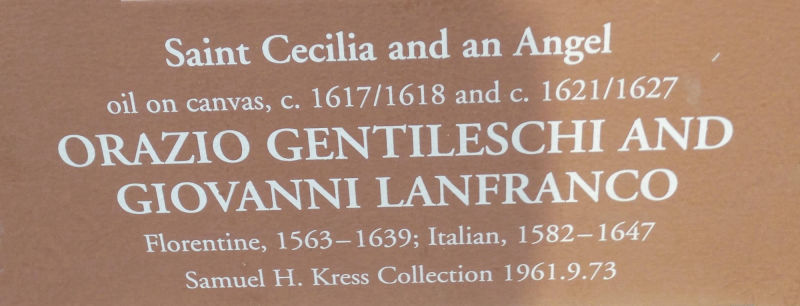 Saint Cecilia and an Angel
oil on canvas, c. 1617/1618 and c. 1621/1627
ORAZIO GENTILESCHI AND
GIOVANNI LANFRANCO
Florentine, 1563–1639; Italian, 1582–1647
Samuel H. Kress Collection 1961.9.73